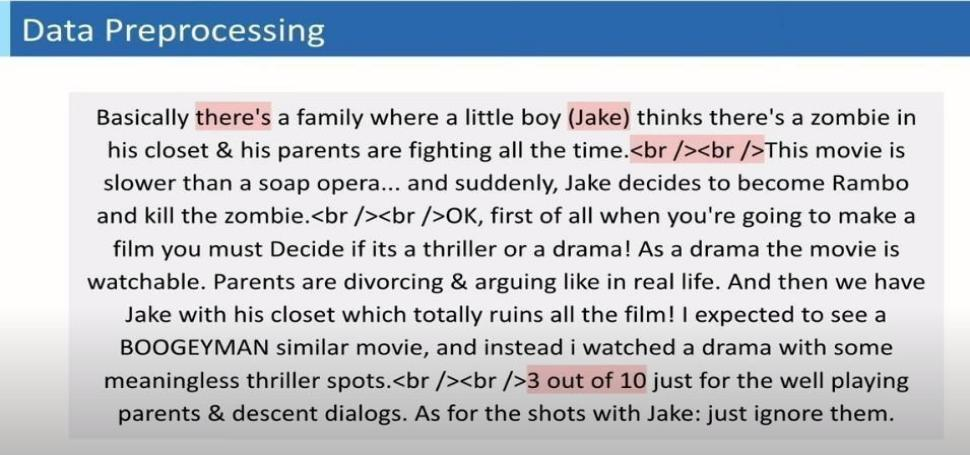 Data Preprocessing
Basically there's a family where a little boy (Jake) thinks there's a zombie in
his closet & his parents are fighting all the time.<br /><br />This movie is
slower than a soap opera... and suddenly, Jake decides to become Rambo
and kill the zombie.<br /><br />OK, first of all when you're going to make a
film you must Decide if its a thriller or a drama! As a drama the movie is
watchable. Parents are divorcing & arguing like in real life. And then we have
Jake with his closet which totally ruins all the film! I expected to see a
BOOGEYMAN similar movie, and instead i watched a drama with some
meaningless thriller spots.<br /><br />3 out of 10 just for the well playing
parents & descent dialogs. As for the shots with Jake: just ignore them.